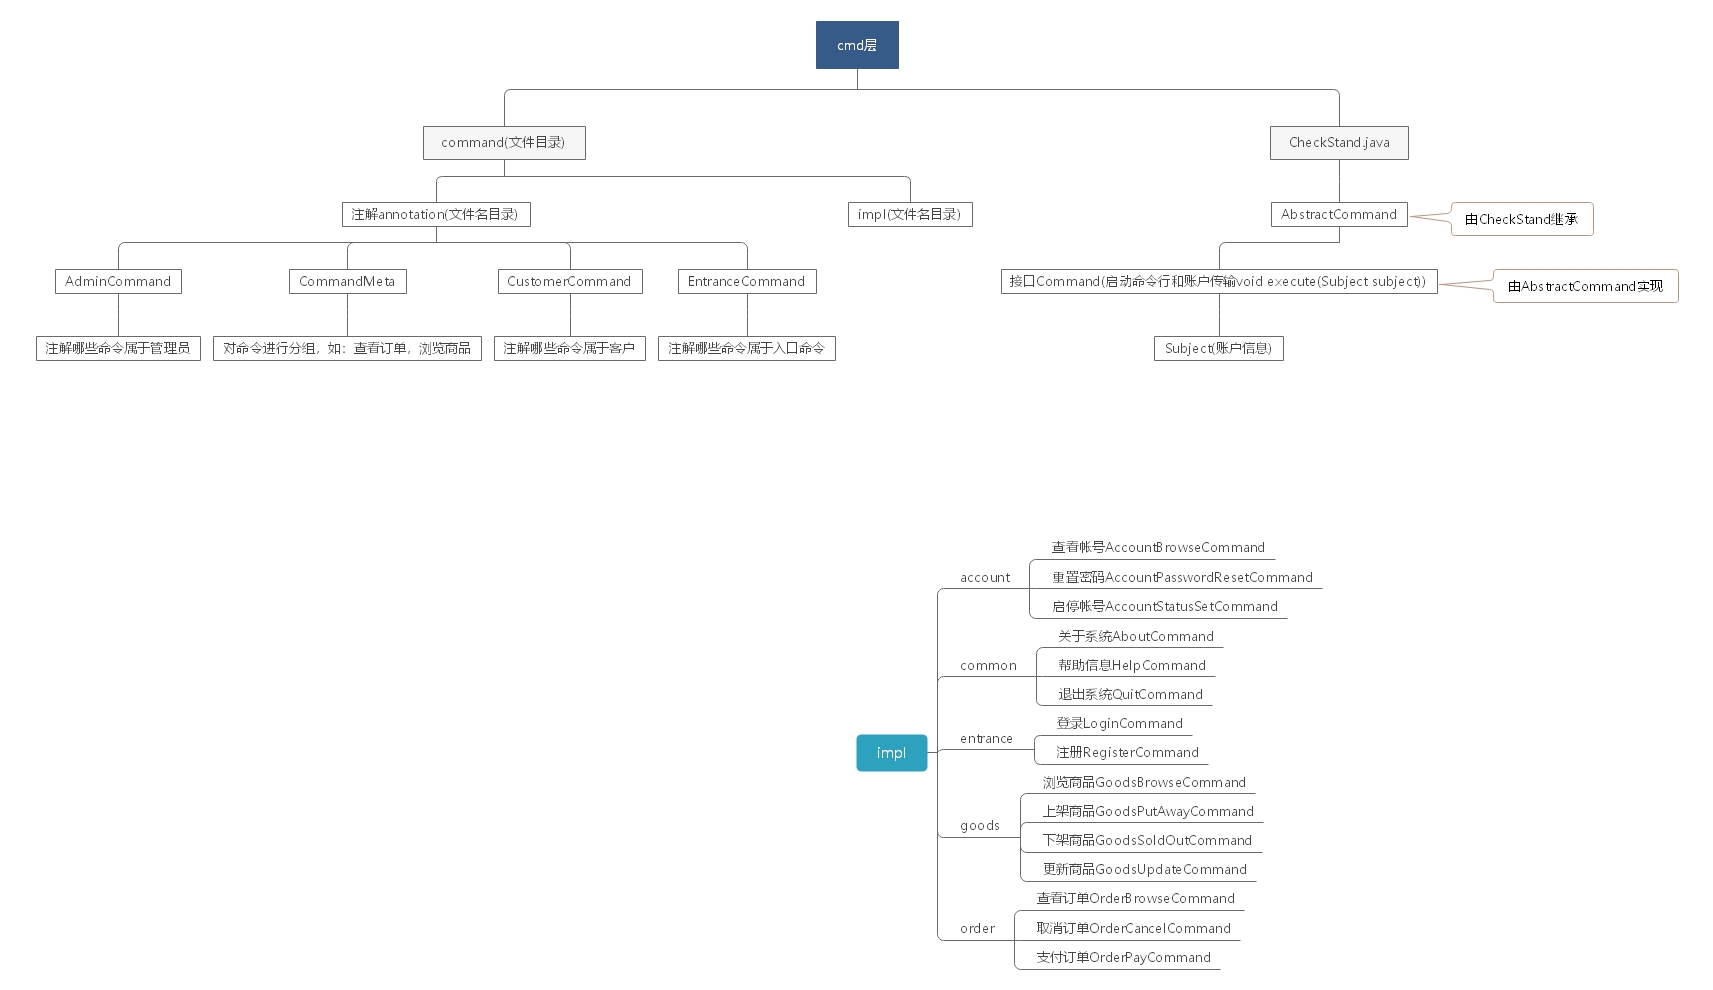 cmd层
command(文件目录)
CheckStand.java
注解annotation(文件名目录)
impl(文件名目录)
AbstractCommand
由CheckStand继承
AdminCommand
CommandMeta
CustomerCommand
EntranceCommand
接口Command(启动命令行和账户传输void execute(Subject subject))
由AbstractCommand实现
注解哪些命令属于管理员
对命令进行分组，如：查看订单，浏览商品
注解哪些命令属于客户
注解哪些命令属于入口命令
Subject(账户信息)
impl
account
查看帐号AccountBrowseCommand
重置密码AccountPasswordResetCommand
启停帐号AccountStatusSetCommand
common
关于系统AboutCommand
帮助信息HelpCommand
退出系统QuitCommand
entrance
登录LoginCommand
注册RegisterCommand
goods
浏览商品GoodsBrowseCommand
上架商品GoodsPutAwayCommand
下架商品GoodsSoldOutCommand
更新商品GoodsUpdateCommand
order
查看订单OrderBrowseCommand
取消订单OrderCancelCommand
支付订单OrderPayCommand